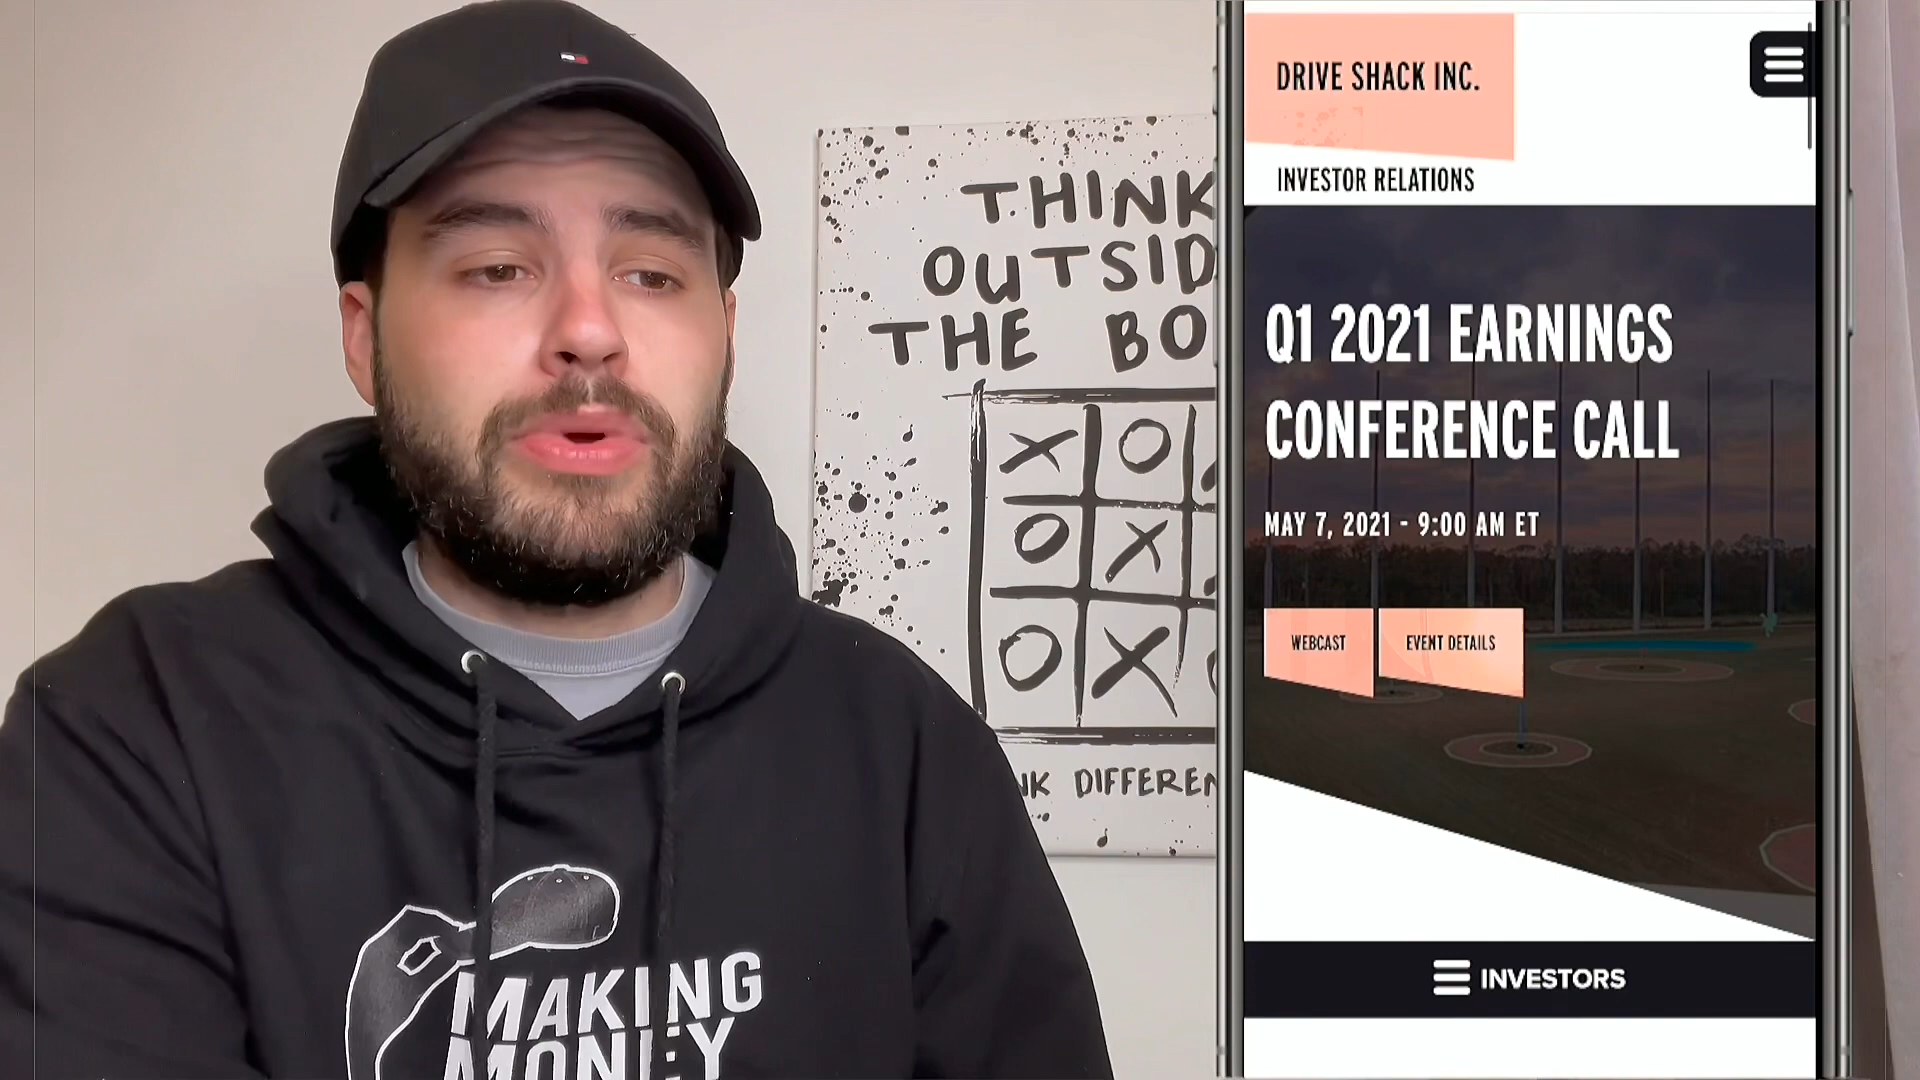 THINK
OUTSID
THE BO
X O
O X
O X
NK DIFFEREN
MAKING
MONEY
DRIVE SHACK INC.
INVESTOR RELATIONS
Q1 2021 EARNINGS
CONFERENCE CALL
MAY 7, 2021 - 9:00 AM ET
WEBCAST
EVENT DETAILS
INVESTORS